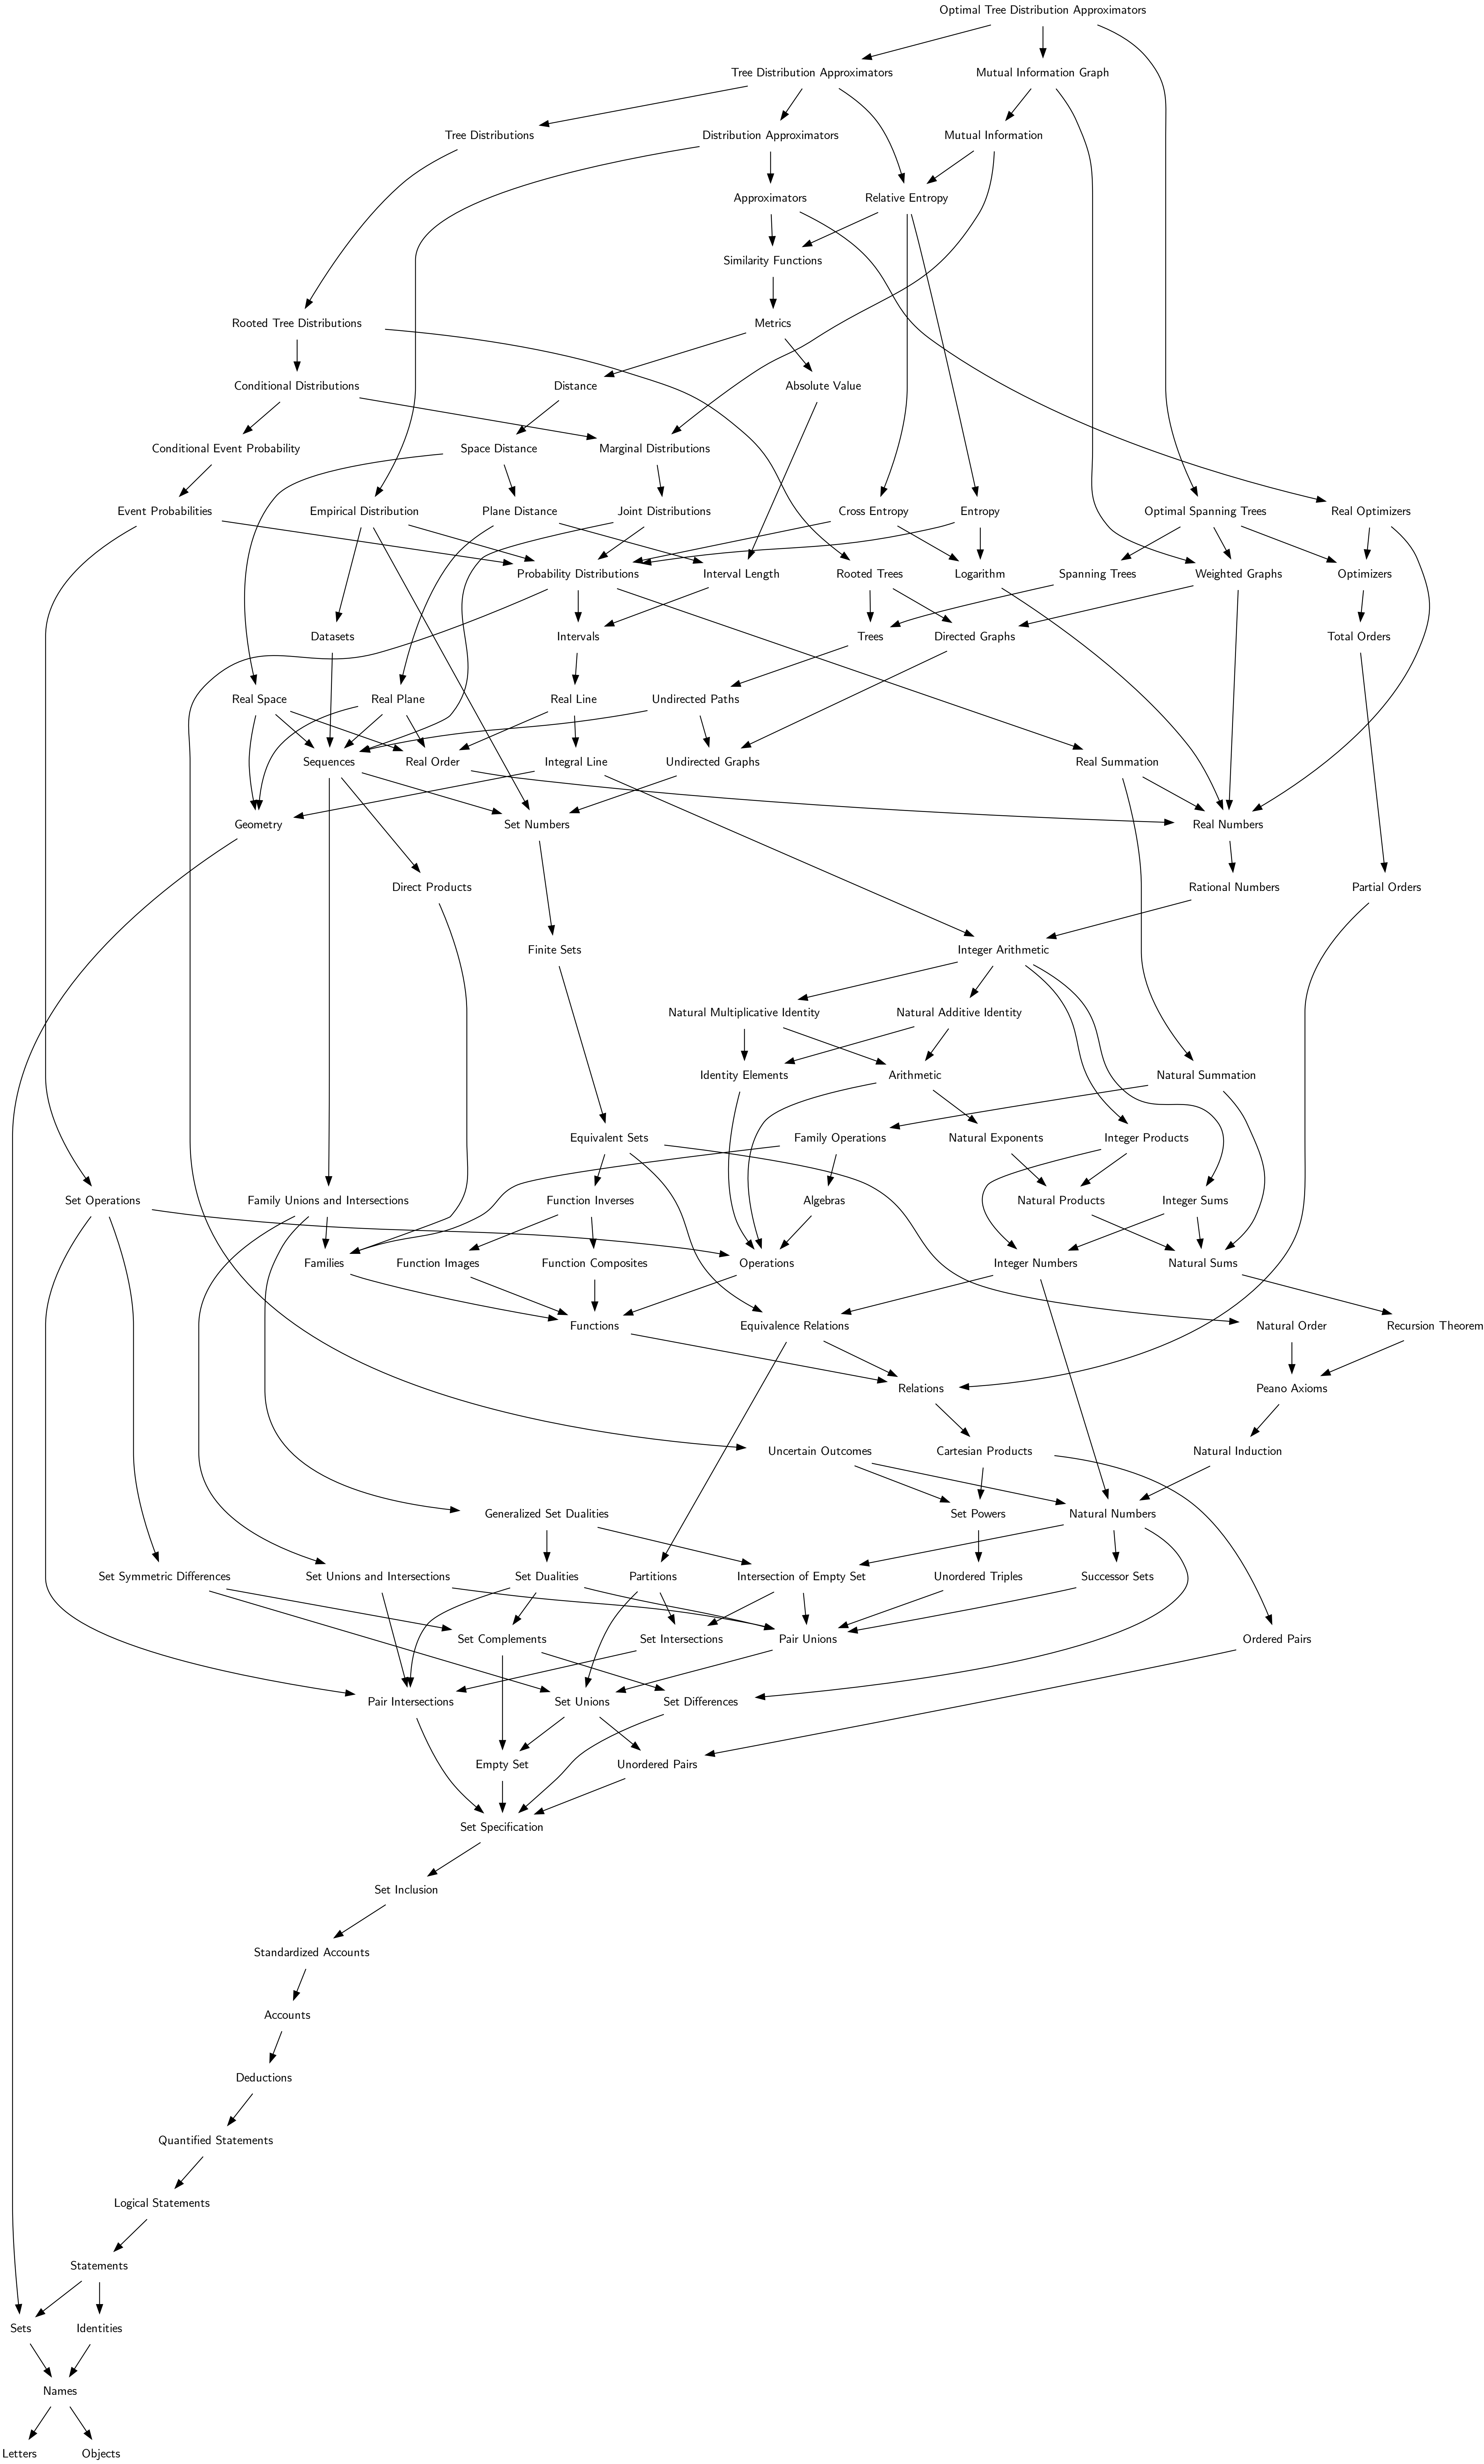 Optimal Tree Distribution Approximators
Tree Distribution Approximators
Mutual Information Graph
Tree Distributions
Distribution Approximators
Mutual Information
Approximators
Relative Entropy
Similarity Functions
Rooted Tree Distributions
Metrics
Conditional Distributions
Distance
Absolute Value
Conditional Event Probability
Space Distance
Marginal Distributions
Event Probabilities
Empirical Distribution
Plane Distance
Joint Distributions
Cross Entropy
Entropy
Optimal Spanning Trees
Real Optimizers
Probability Distributions
Interval Length
Rooted Trees
Logarithm
Spanning Trees
Weighted Graphs
Optimizers
Datasets
Intervals
Trees
Directed Graphs
Total Orders
Real Space
Real Plane
Real Line
Undirected Paths
Sequences
Real Order
Integral Line
Undirected Graphs
Real Summation
Geometry
Set Numbers
Real Numbers
Direct Products
Rational Numbers
Partial Orders
Finite Sets
Integer Arithmetic
Natural Multiplicative Identity
Natural Additive Identity
Identity Elements
Arithmetic
Natural Summation
Equivalent Sets
Family Operations
Natural Exponents
Integer Products
Set Operations
Family Unions and Intersections
Function Inverses
Algebras
Natural Products
Integer Sums
Families
Function Images
Function Composites
Operations
Integer Numbers
Natural Sums
Functions
Equivalence Relations
Natural Order
Recursion Theorem
Relations
Peano Axioms
Uncertain Outcomes
Cartesian Products
Natural Induction
Generalized Set Dualities
Set Powers
Natural Numbers
Set Symmetric Differences
Set Unions and Intersections
Set Dualities
Partitions
Intersection of Empty Set
Unordered Triples
Successor Sets
Set Complements
Set Intersections
Pair Unions
Ordered Pairs
Pair Intersections
Set Unions
Set Differences
Empty Set
Unordered Pairs
Set Specification
Set Inclusion
Standardized Accounts
Accounts
Deductions
Quantified Statements
Logical Statements
Statements
Sets
Identities
Names
Letters
Objects